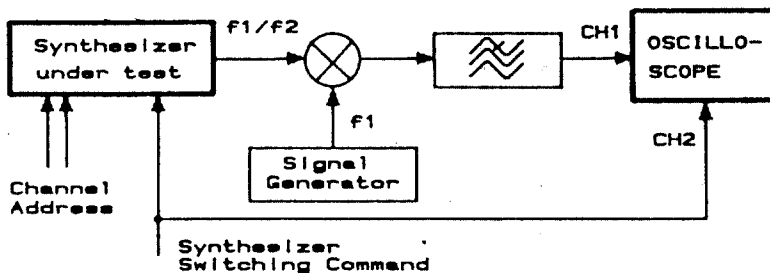 f1/f2
Synthesizer
under test
CH1
OSCILLO-
SCOPE
f1
CH2
Signal
Generator
Channel
Address
Synthesizer
Switching Command